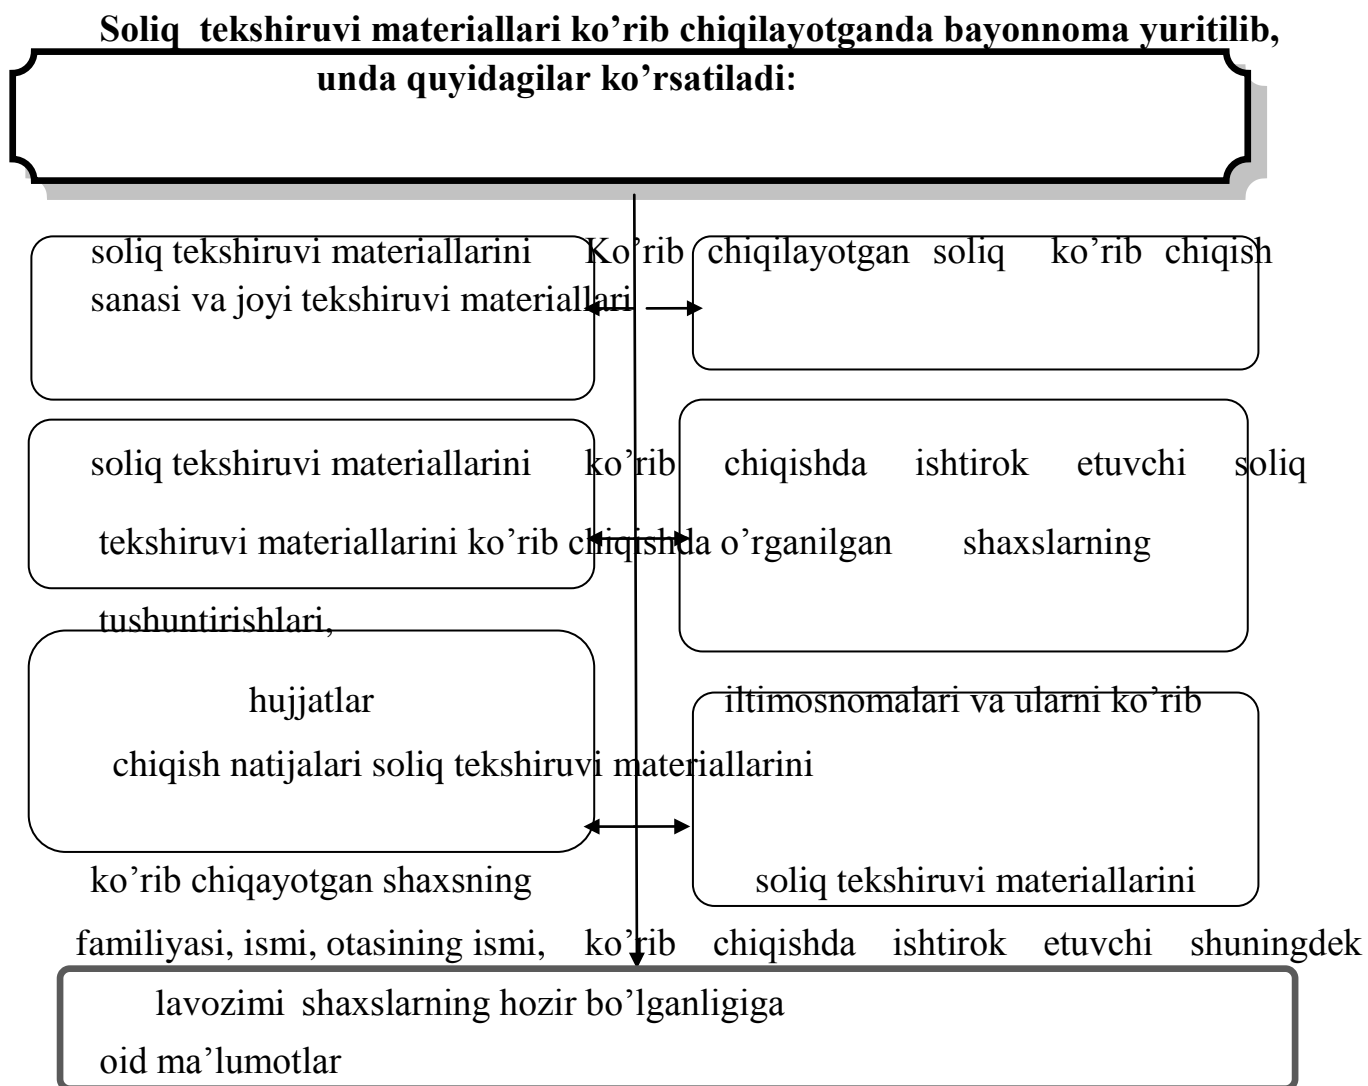 Soliq tekshiruvi materiallari ko’rib chiqilayotganda bayonnoma yuritilib,
unda quyidagilar ko’rsatiladi:
soliq tekshiruvi materiallarini Ko’rib chiqilayotgan soliq ko’rib chiqish
sanasi va joyi tekshiruvi materiallari
soliq tekshiruvi materiallarini ko’rib chiqishda ishtirok etuvchi soliq
tekshiruvi materiallarini ko’rib chiqishda o’rganilgan shaxslarning
tushuntirishlari,
hujjatlar iltimosnomalari va ularni ko’rib
chiqish natijalari soliq tekshiruvi materiallarini
ko’rib chiqayotgan shaxsning soliq tekshiruvi materiallarini
familiyasi, ismi, otasining ismi, ko’rib chiqishda ishtirok etuvchi shuningdek
lavozimi shaxslarning hozir bo’lganligiga
oid ma’lumotlar